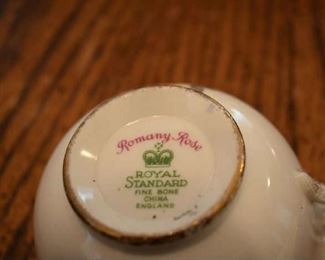 Romany Rose
ROYAL
STANDARD
FINE BONE
CHINA
ENGLAND